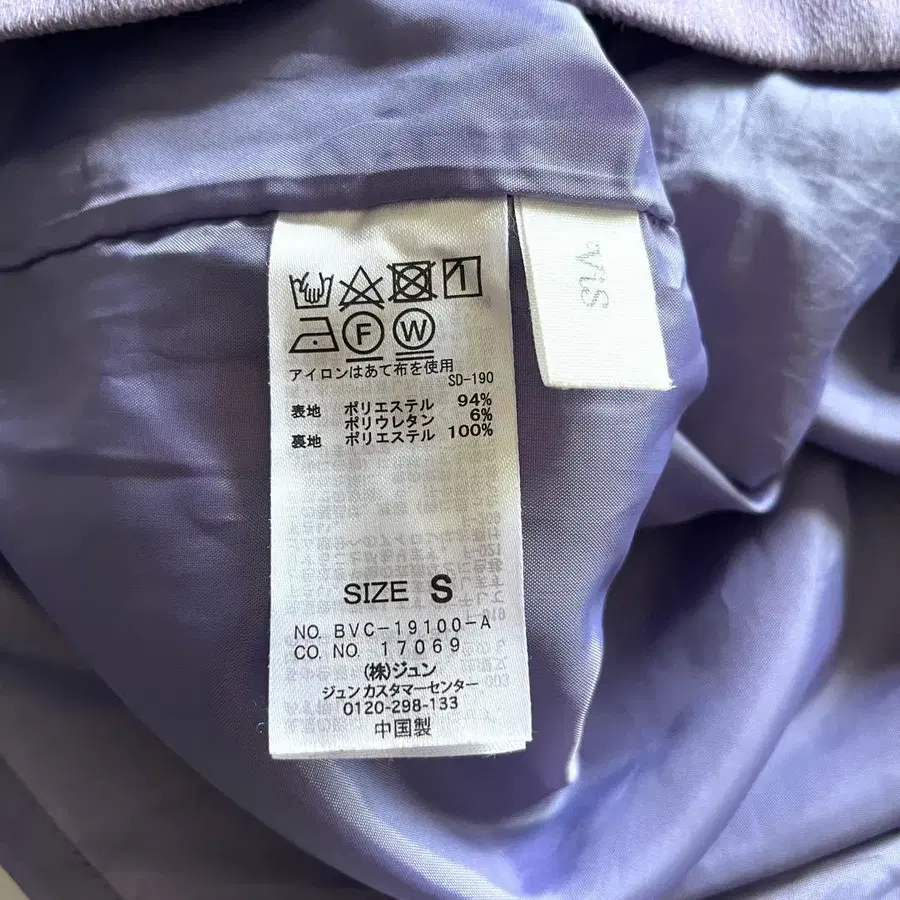 ViS
F W
アイロンはあて布を使用
SD-190
表地 ポリエステル 94%
ポリウレタン 6%
裏地 ポリエステル 100%
SIZE S
NO. BVC-19100-A
CO. NO. 17069
(株)ジュン
ジュン カスタマーセンター
0120-298-133
中国製